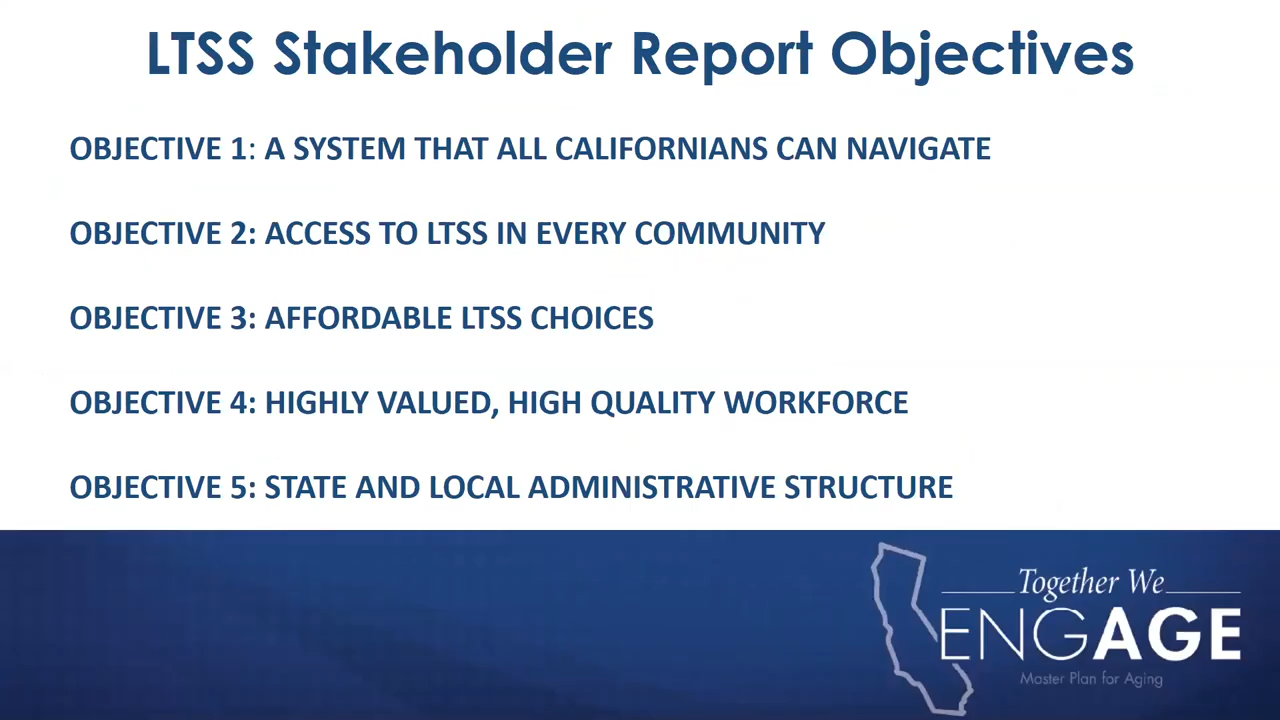 LTSS Stakeholder Report Objectives
OBJECTIVE 1: A SYSTEM THAT ALL CALIFORNIANS CAN NAVIGATE
OBJECTIVE 2: ACCESS TO LTSS IN EVERY COMMUNITY
OBJECTIVE 3: AFFORDABLE LTSS CHOICES
OBJECTIVE 4: HIGHLY VALUED, HIGH QUALITY WORKFORCE
OBJECTIVE 5: STATE AND LOCAL ADMINISTRATIVE STRUCTURE
Together We
ENGAGE
Master Plan for Aging